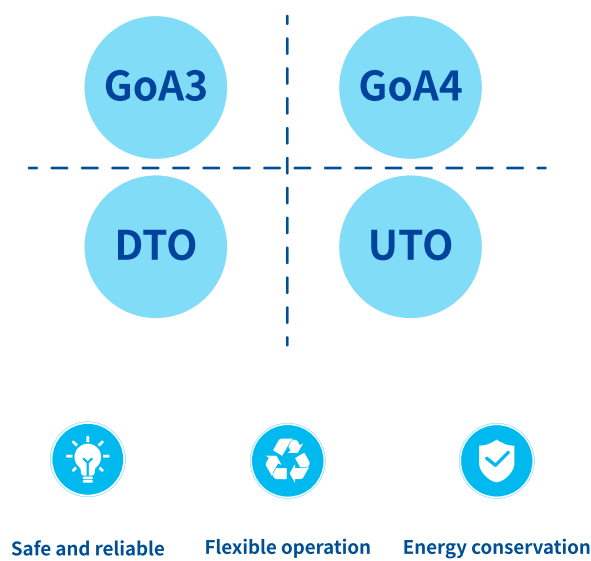 GoA3
GoA4
DTO
UTO
Safe and reliable
Flexible operation
Energy conservation